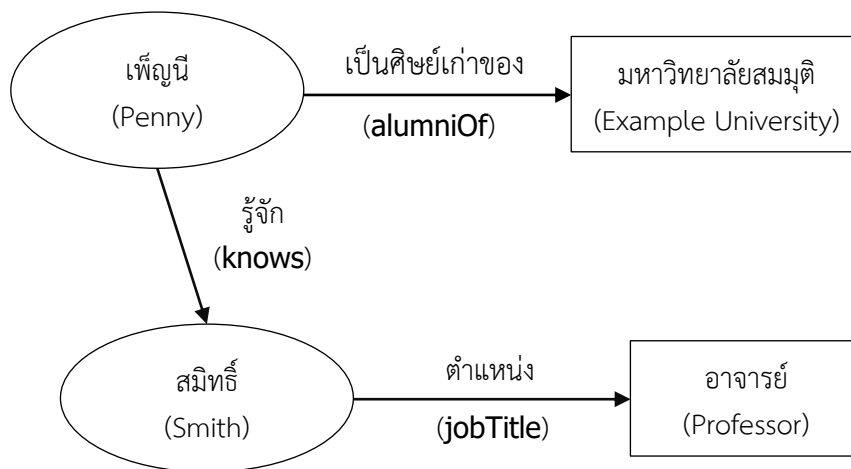 เพ็ญนี
(Penny)
เป็นศิษย์เก่าของ
(alumniOf)
มหาวิทยาลัยสมมุติ
(Example University)
รู้จัก
(knows)
สมิทธิ์
(Smith)
ตำแหน่ง
(jobTitle)
อาจารย์
(Professor)